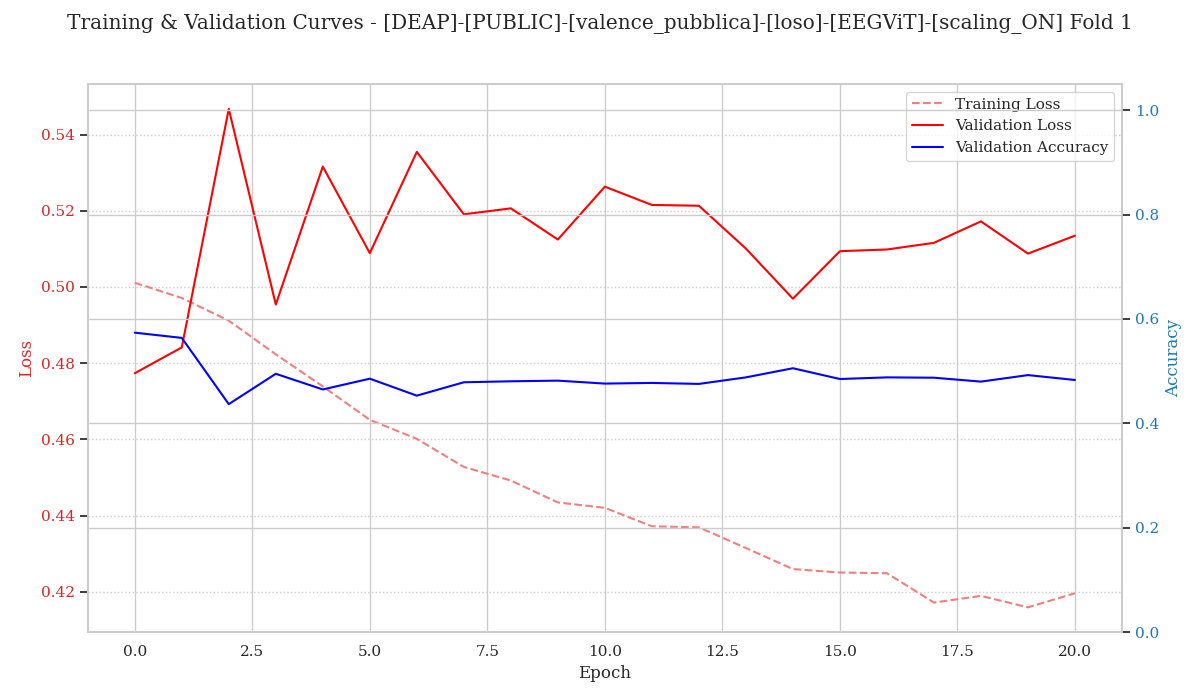 Training & Validation Curves - [DEAP]-[PUBLIC]-[valence_pubblica]-[loso]-[EEGViT]-[scaling_ON] Fold 1
Training Loss
Validation Loss
Validation Accuracy
Loss
0.54
0.52
0.50
0.48
0.46
0.44
0.42
1.0
0.8
0.6
0.4
0.2
0.0
Accuracy
0.0 2.5 5.0 7.5 10.0 12.5 15.0 17.5 20.0
Epoch